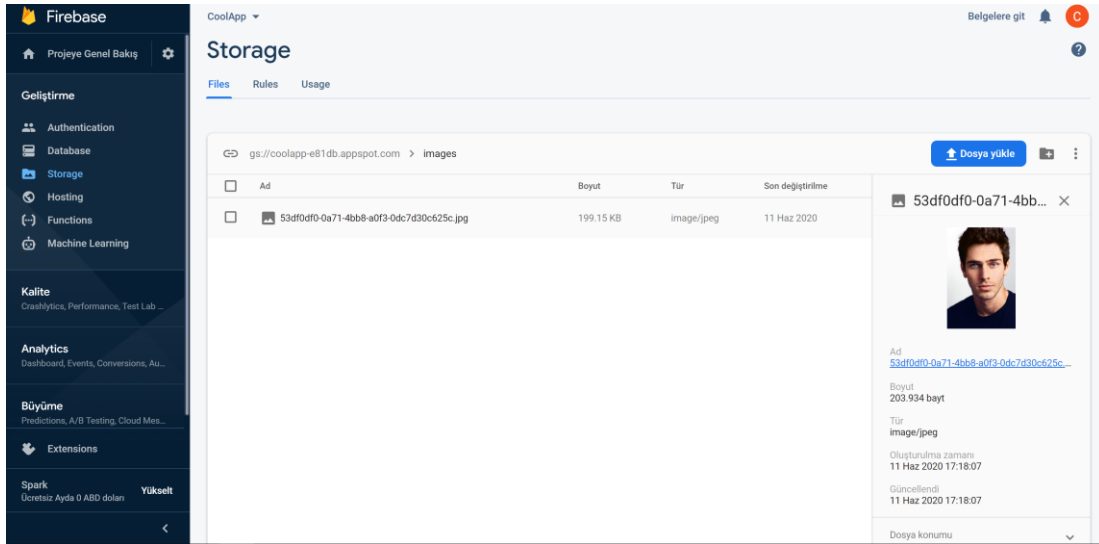 Firebase
CoolApp
Belgelere git
C
Projeye Genel Bakış
Storage
?
Files Rules Usage
Geliştirme
Authentication
Database
Storage
Hosting
Functions
Machine Learning
gs://coolapp-e81db.appspot.com > images
Dosya yükle
Ad Boyut Tür Son değiştirilme
53df0df0-0a71-4bb8-a0f3-0dc7d30c625c.jpg 199.15 KB image/jpeg 11 Haz 2020
53df0df0-0a71-4bb...
Ad
53df0df0-0a71-4bb8-a0f3-0dc7d30c625c....
Boyut
203.934 bayt
Tür
image/jpeg
Oluşturulma zamanı
11 Haz 2020 17:18:07
Güncellendi
11 Haz 2020 17:18:07
Dosya konumu
Kalite
Crashlytics, Performance, Test Lab ...
Analytics
Dashboard, Events, Conversions, Au...
Büyüme
Predictions, A/B Testing, Cloud Mes...
Extensions
Spark
Ücretsiz Ayda 0 ABD doları
Yükselt